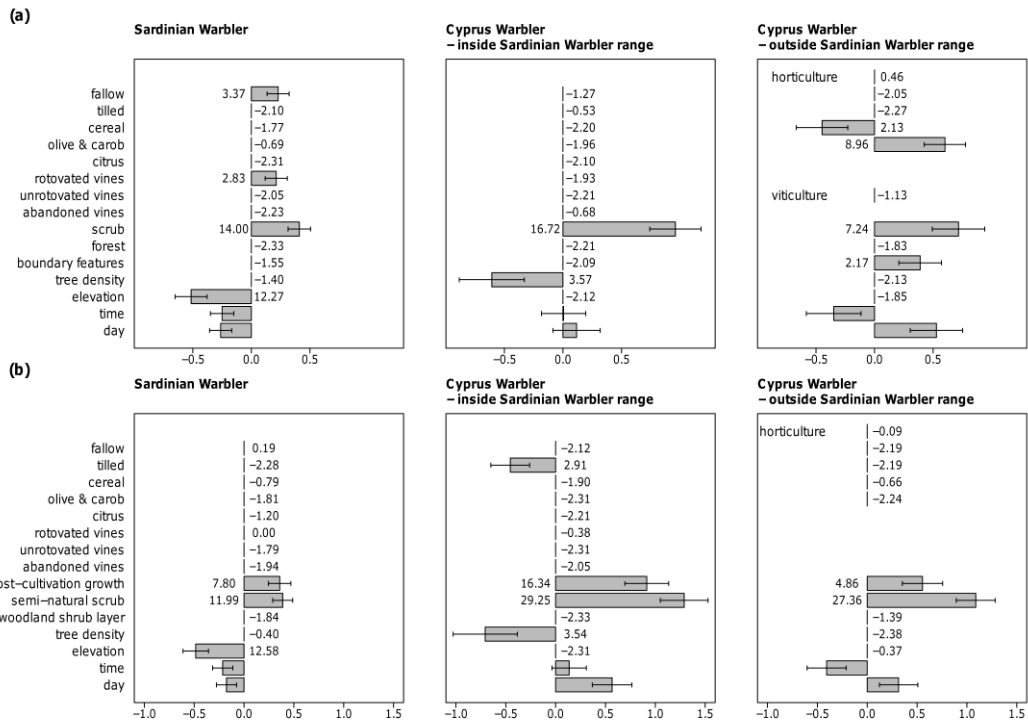 (a)
Sardinian Warbler
Cyprus Warbler
– inside Sardinian Warbler range
Cyprus Warbler
– outside Sardinian Warbler range
fallow 3.37 −1.27 horticulture 0.46
tilled −2.10 −0.53 −2.05
cereal −1.77 −2.20 −2.27
olive & carob −0.69 −1.96 2.13
citrus −2.31 −2.10 8.96
rotovated vines 2.83 −1.93
unrotovated vines −2.05 −2.21 viticulture −1.13
abandoned vines −2.23 −0.68
scrub 14.00 16.72 7.24
forest −2.33 −2.21 −1.83
boundary features −1.55 −2.09 2.17
tree density −1.40 3.57 −2.13
elevation 12.27 −2.12 −1.85
time
day
−0.5 0.0 0.5 −0.5 0.0 0.5 −0.5 0.0 0.5
(b)
Sardinian Warbler
Cyprus Warbler
– inside Sardinian Warbler range
Cyprus Warbler
– outside Sardinian Warbler range
fallow 0.19 −2.12 horticulture −0.09
tilled −2.28 2.91 −2.19
cereal −0.79 −1.90 −2.19
olive & carob −1.81 −2.31 −0.66
citrus −1.20 −2.21 −2.24
rotovated vines 0.00 −0.38
unrotovated vines −1.79 −2.31
abandoned vines −1.94 −2.05
ost−cultivation growth 7.80 16.34 4.86
semi−natural scrub 11.99 29.25 27.36
woodland shrub layer −1.84 −2.33 −1.39
tree density −0.40 3.54 −2.38
elevation 12.58 −2.31 −0.37
time
day
−1.0 −0.5 0.0 0.5 1.0 1.5 −1.0 −0.5 0.0 0.5 1.0 1.5 −1.0 −0.5 0.0 0.5 1.0 1.5